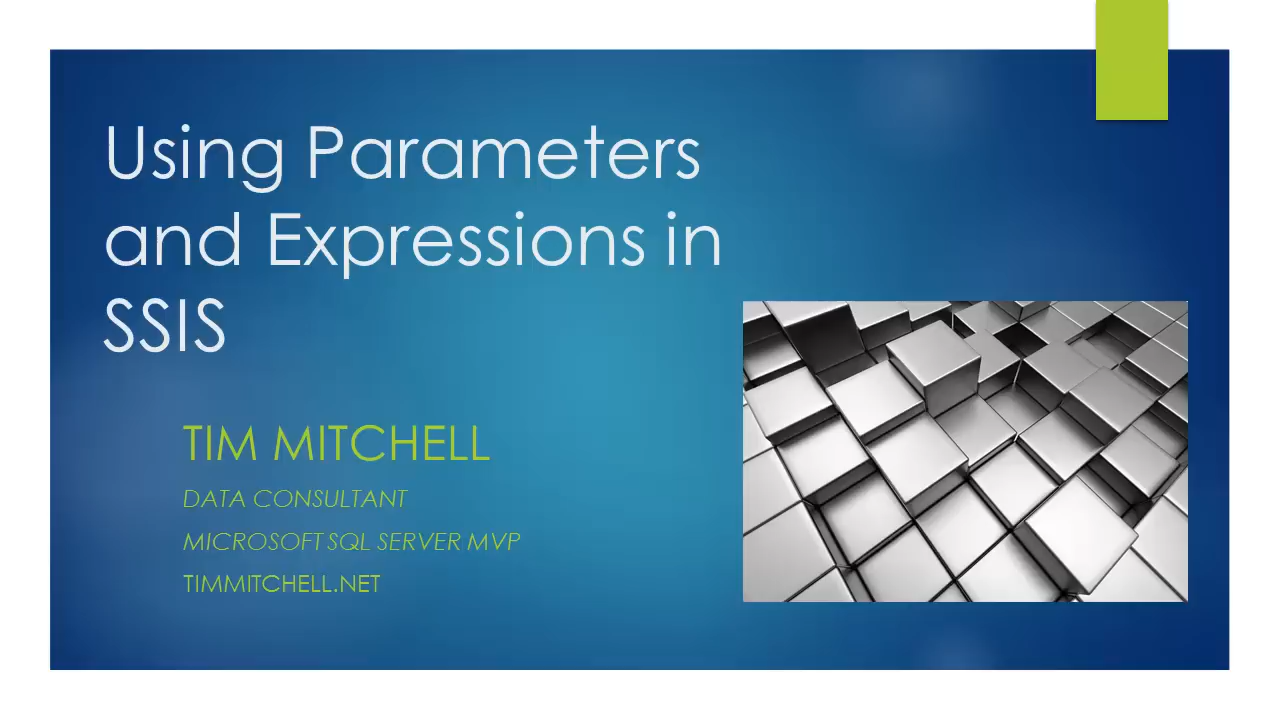 Using Parameters
and Expressions in
SSIS
TIM MITCHELL
DATA CONSULTANT
MICROSOFT SQL SERVER MVP
TIMMITCHELL.NET